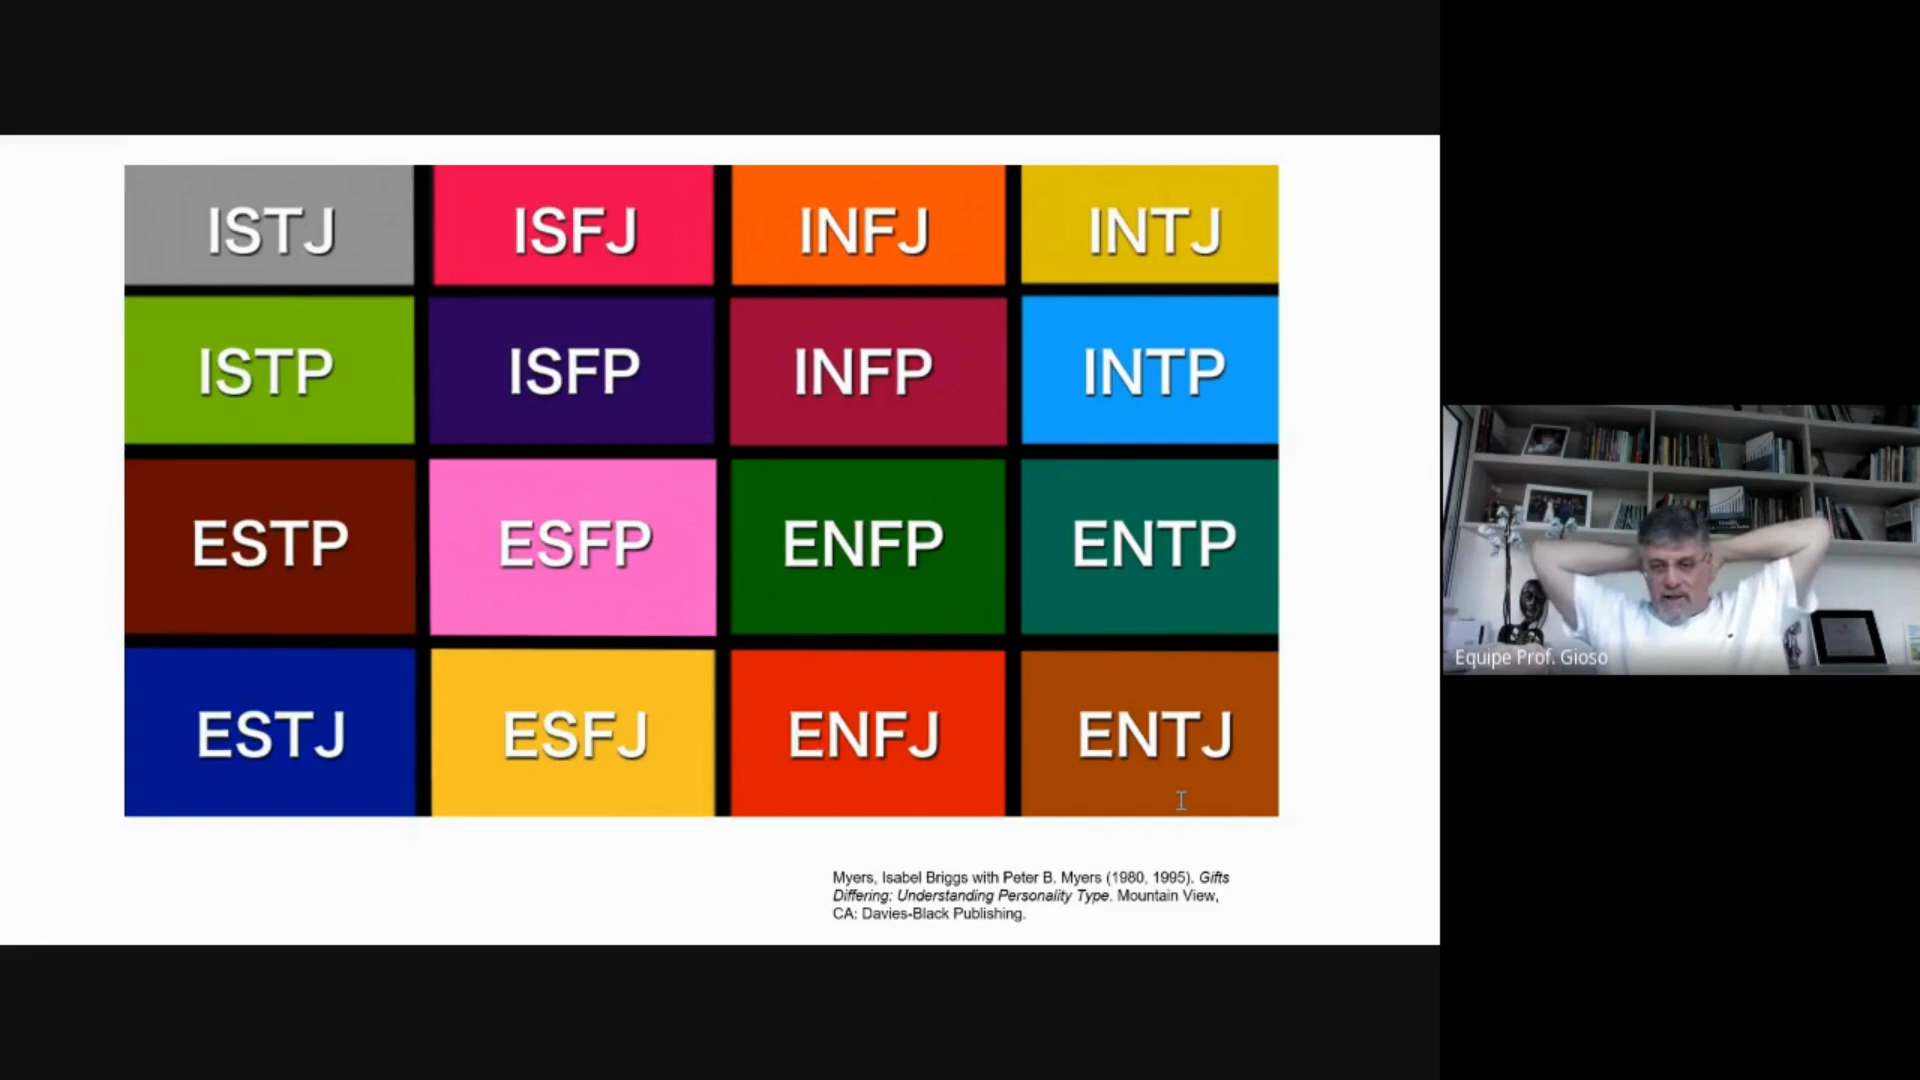 ISTJ ISFJ INFJ INTJ
ISTP ISFP INFP INTP
ESTP ESFP ENFP ENTP
ESTJ ESFJ ENFJ ENTJ
Myers, Isabel Briggs with Peter B. Myers (1980, 1995). Gifts
Differing: Understanding Personality Type. Mountain View,
CA: Davies-Black Publishing.
Equipe Prof. Gioso